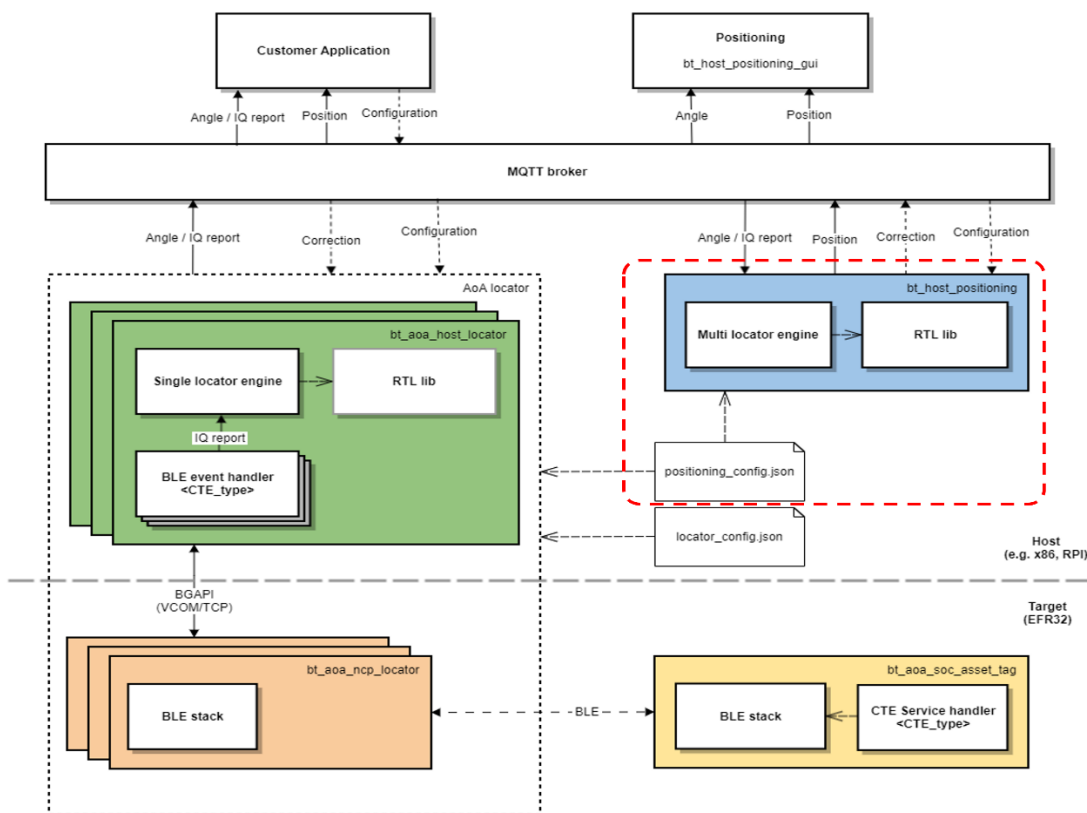 Customer Application
Positioning
bt_host_positioning_gui
Angle / IQ report
Position
Configuration
Angle
Position
MQTT broker
Angle / IQ report
Correction
Configuration
Angle / IQ report
Position
Correction
Configuration
AoA locator
bt_aoa_host_locator
Single locator engine
RTL lib
IQ report
BLE event handler
<CTE_type>
bt_host_positioning
Multi locator engine
RTL lib
positioning_config.json
locator_config.json
Host
(e.g. x86, RPI)
BGAPI
(VCOM/TCP)
Target
(EFR32)
bt_aoa_ncp_locator
BLE stack
BLE
bt_aoa_soc_asset_tag
BLE stack
CTE Service handler
<CTE_type>